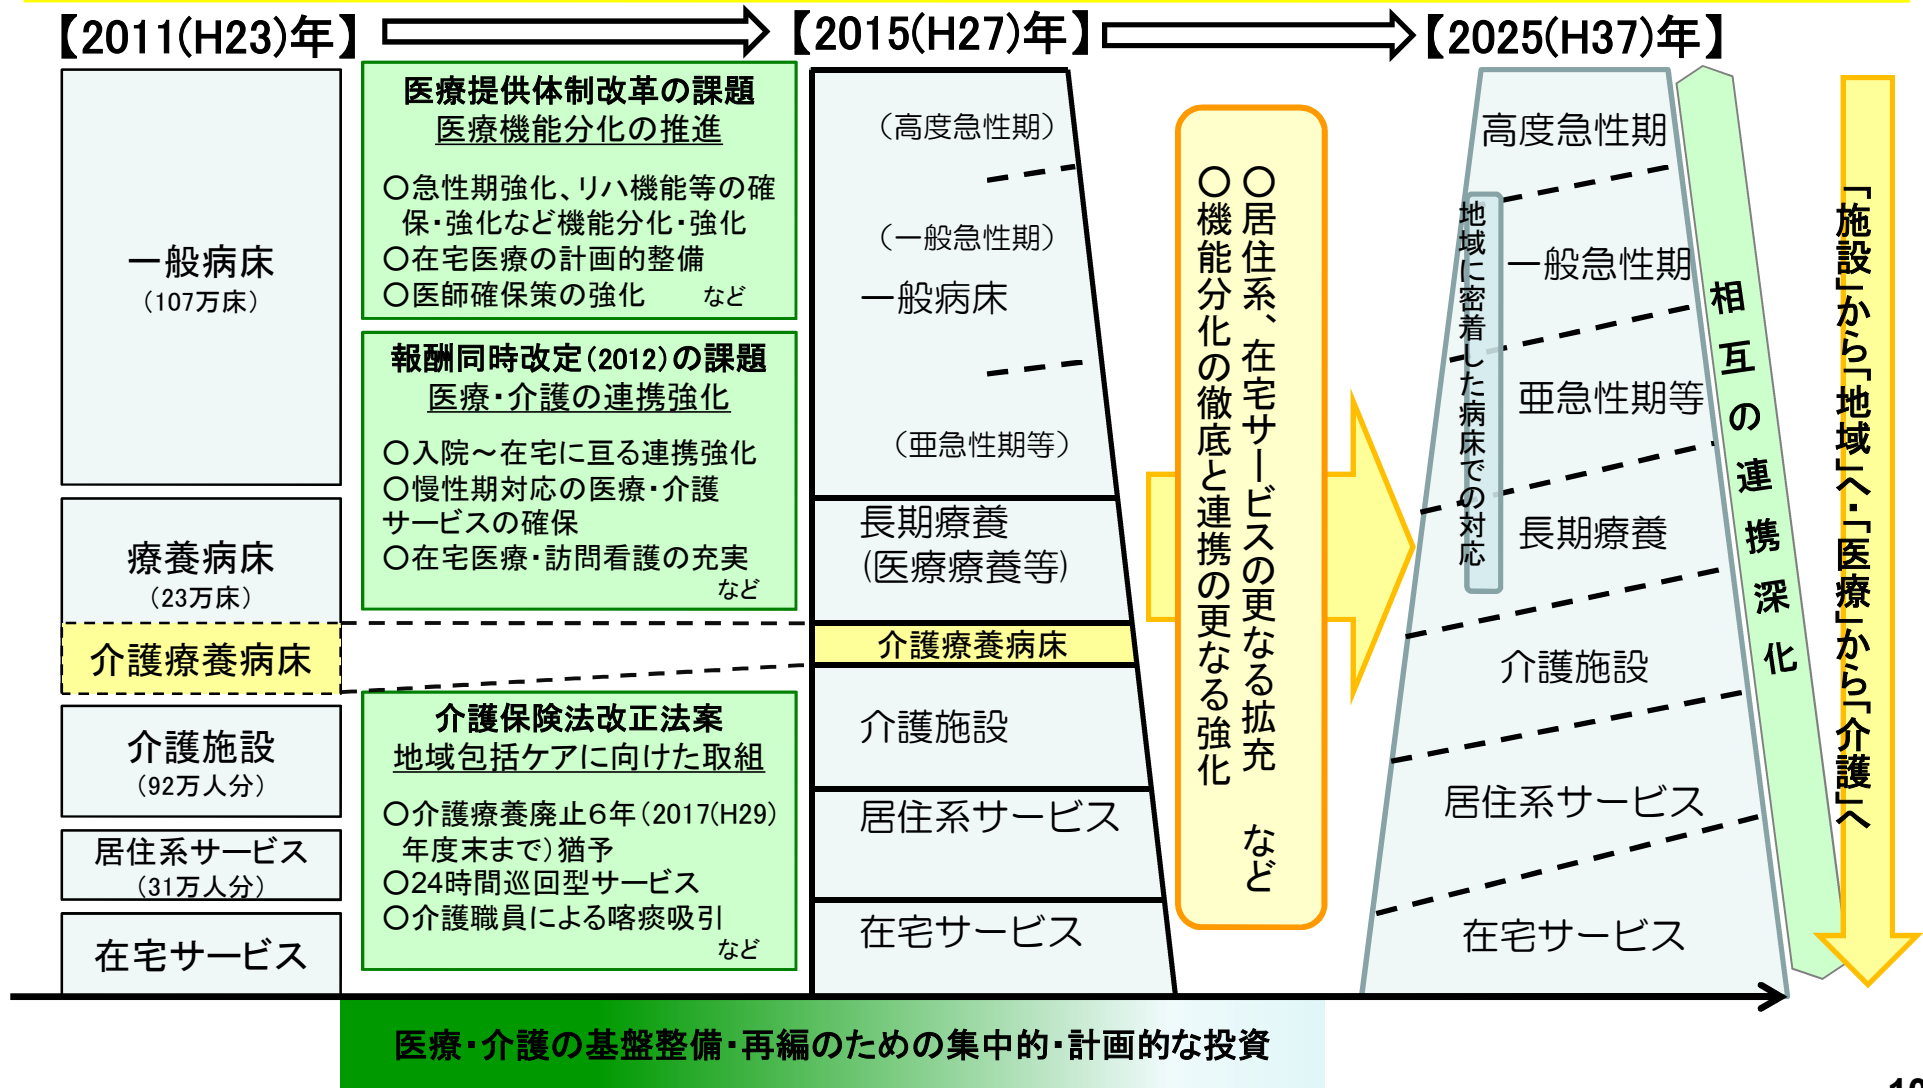 【2011(H23)年】
【2015(H27)年】
【2025(H37)年】
一般病床
（107万床）
療養病床
（23万床）
介護療養病床
介護施設
（92万人分）
居住系サービス
（31万人分）
在宅サービス
医療提供体制改革の課題
医療機能分化の推進
○急性期強化、リハ機能等の確
保・強化など機能分化・強化
○在宅医療の計画的整備
○医師確保策の強化　　など
報酬同時改定（2012）の課題
医療・介護の連携強化
○入院～在宅に亘る連携強化
○慢性期対応の医療・介護
サービスの確保
○在宅医療・訪問看護の充実
など
介護保険法改正法案
地域包括ケアに向けた取組
○介護療養廃止６年（2017(H29)
年度末まで）猶予
○24時間巡回型サービス
○介護職員による喀痰吸引
など
（高度急性期）
（一般急性期）
一般病床
（亜急性期等）
長期療養
(医療療養等)
介護療養病床
介護施設
居住系サービス
在宅サービス
○居住系、在宅サービスの更なる拡充
○機能分化の徹底と連携の更なる強化
など
高度急性期
一般急性期
亜急性期等
長期療養
介護施設
居住系サービス
在宅サービス
地域に密着した病床での対応
相互の連携深化
「施設」から「地域」へ・「医療」から「介護」へ
医療・介護の基盤整備・再編のための集中的・計画的な投資